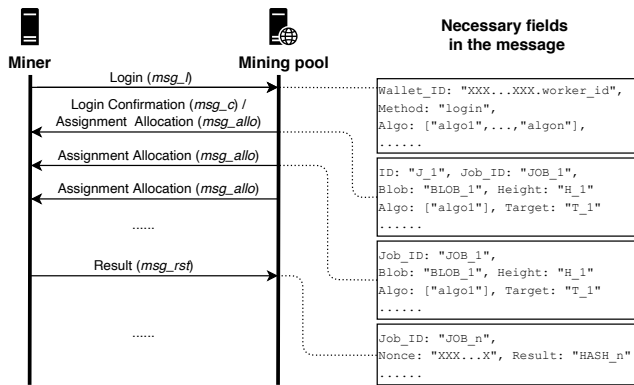 Necessary fields
in the message
Miner
Mining pool
Login (msg_l)
Login Confirmation (msg_c) /
Assignment Allocation (msg_allo)
Assignment Allocation (msg_allo)
Assignment Allocation (msg_allo)
......
Result (msg_rst)
......
Wallet_ID: "XXX...XXX.worker_id",
Method: "login",
Algo: ["algo1",...,"algon"],
......
ID: "J_1", Job_ID: "JOB_1",
Blob: "BLOB_1", Height: "H_1"
Algo: ["algo1"], Target: "T_1"
......
Job_ID: "JOB_1",
Blob: "BLOB_1", Height: "H_1"
Algo: ["algo1"], Target: "T_1"
......
Job_ID: "JOB_n",
Nonce: "XXX...X", Result: "HASH_n"
......